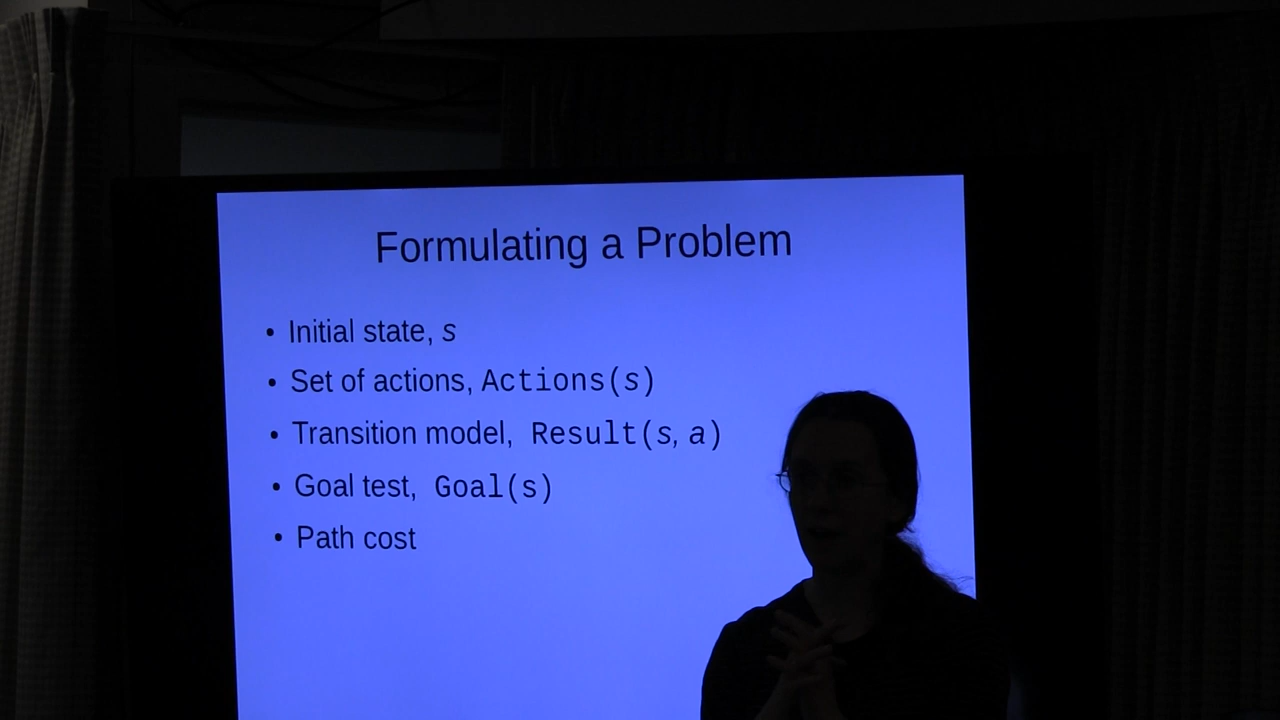 Formulating a Problem
• Initial state, s
• Set of actions, Actions(s)
• Transition model, Result(s, a)
• Goal test, Goal(s)
• Path cost